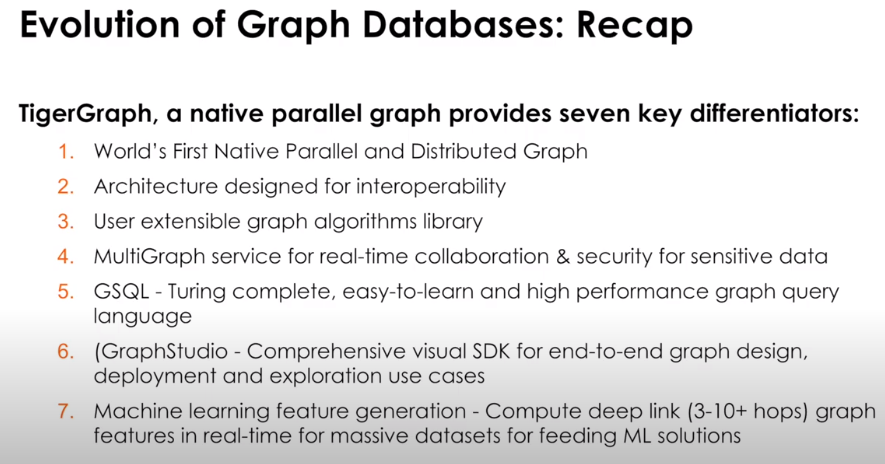 Evolution of Graph Databases: Recap
TigerGraph, a native parallel graph provides seven key differentiators:
1. World's First Native Parallel and Distributed Graph
2. Architecture designed for interoperability
3. User extensible graph algorithms library
4. MultiGraph service for real-time collaboration & security for sensitive data
5. GSQL - Turing complete, easy-to-learn and high performance graph query
language
6. (GraphStudio - Comprehensive visual SDK for end-to-end graph design,
deployment and exploration use cases
7. Machine learning feature generation - Compute deep link (3-10+ hops) graph
features in real-time for massive datasets for feeding ML solutions